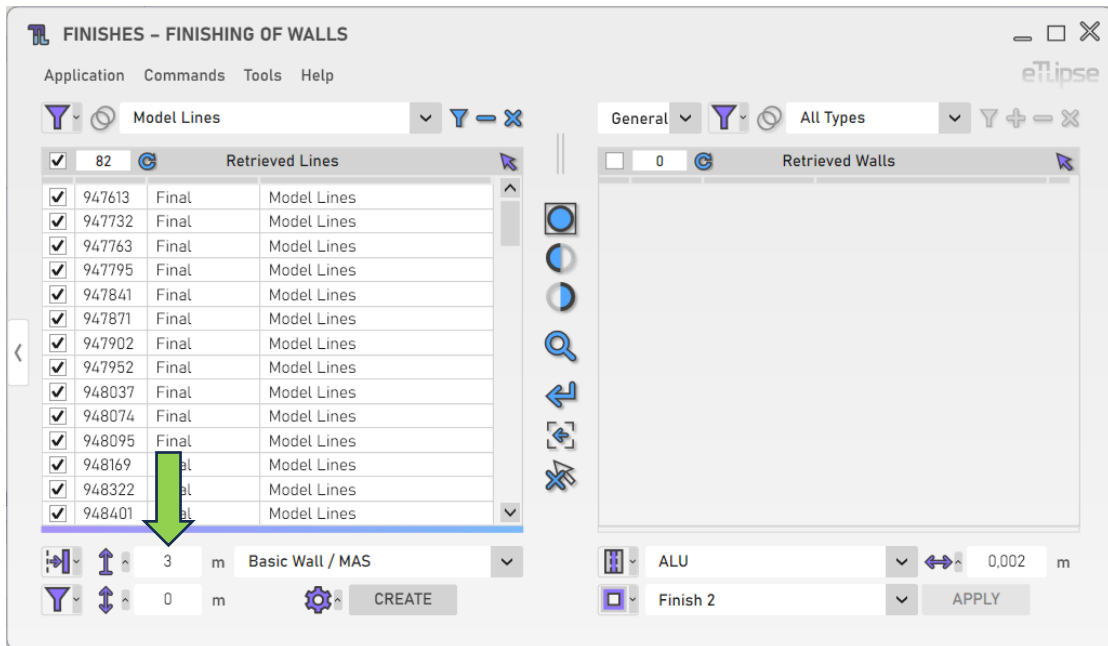 FINISHES – FINISHING OF WALLS
Application Commands Tools Help
eTLipse
Model Lines
General
All Types
82 Retrieved Lines
0 Retrieved Walls
947613 Final Model Lines
947732 Final Model Lines
947763 Final Model Lines
947795 Final Model Lines
947841 Final Model Lines
947871 Final Model Lines
947902 Final Model Lines
947952 Final Model Lines
948037 Final Model Lines
948074 Final Model Lines
948095 Final Model Lines
948169 al Model Lines
948322 Model Lines
948401 al Model Lines
3 m Basic Wall / MAS
ALU 0,002 m
0 m CREATE
Finish 2 APPLY